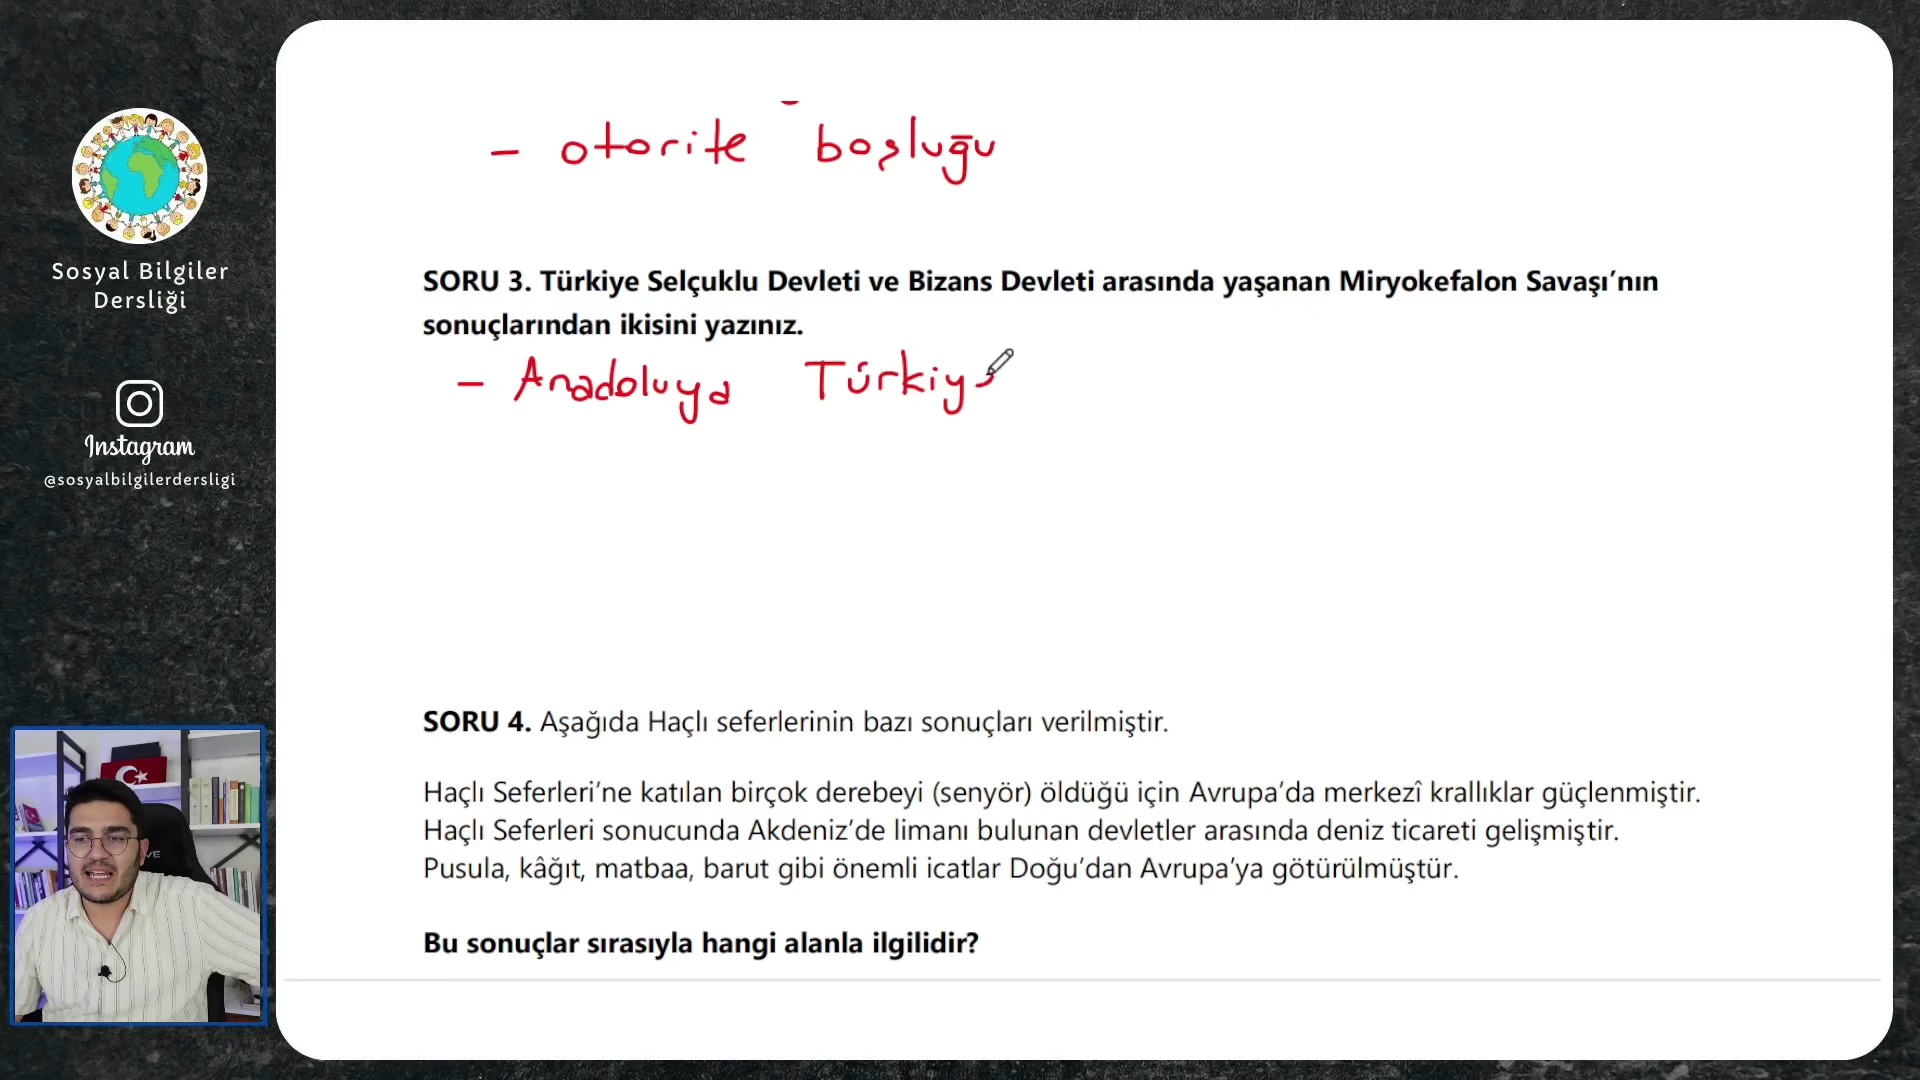 - otorite boşluğu
Sosyal Bilgiler
Dersliği
SORU 3. Türkiye Selçuklu Devleti ve Bizans Devleti arasında yaşanan Miryokefalon Savaşı’nın
sonuçlarından ikisini yazınız.
- Anadoluya Türkiy
Instagram
@sosyalbilgilerdersligi
SORU 4. Aşağıda Haçlı seferlerinin bazı sonuçları verilmiştir.
Haçlı Seferleri’ne katılan birçok derebeyi (senyör) öldüğü için Avrupa’da merkezî krallıklar güçlenmiştir.
Haçlı Seferleri sonucunda Akdeniz’de limanı bulunan devletler arasında deniz ticareti gelişmiştir.
Pusula, kâğıt, matbaa, barut gibi önemli icatlar Doğu’dan Avrupa’ya götürülmüştür.
Bu sonuçlar sırasıyla hangi alanla ilgilidir?